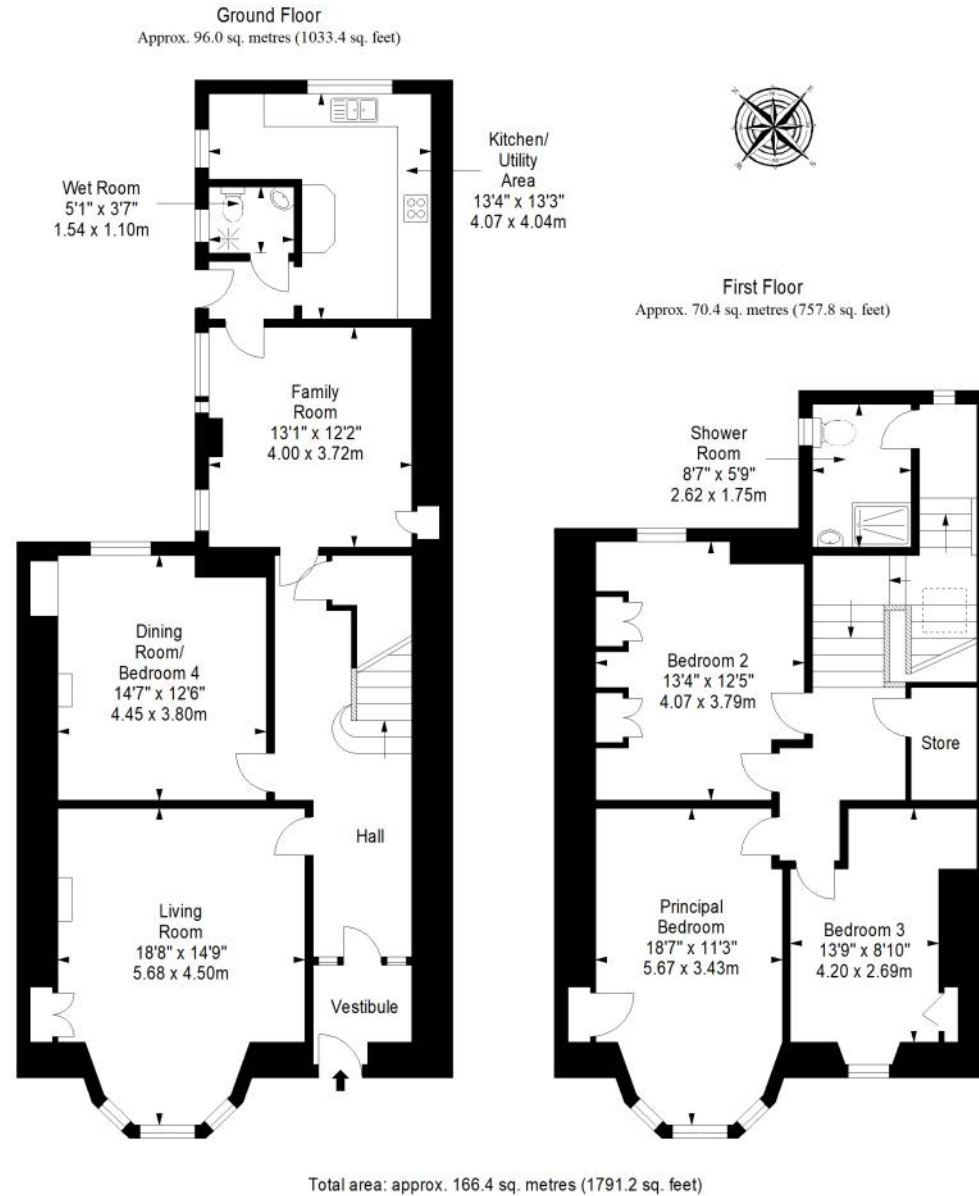 Ground Floor
Approx. 96.0 sq. metres (1033.4 sq. feet)
Kitchen/
Utility
Area
13'4" x 13'3"
4.07 x 4.04m
Wet Room
5'1" x 3'7"
1.54 x 1.10m
Family
Room
13'1" x 12'2"
4.00 x 3.72m
Dining
Room/
Bedroom 4
14'7" x 12'6"
4.45 x 3.80m
Hall
Living
Room
18'8" x 14'9"
5.68 x 4.50m
Vestibule
N
E
S
W
First Floor
Approx. 70.4 sq. metres (757.8 sq. feet)
Shower
Room
8'7" x 5'9"
2.62 x 1.75m
Bedroom 2
13'4" x 12'5"
4.07 x 3.79m
Store
Principal
Bedroom
18'7" x 11'3"
5.67 x 3.43m
Bedroom 3
13'9" x 8'10"
4.20 x 2.69m
Total area: approx. 166.4 sq. metres (1791.2 sq. feet)